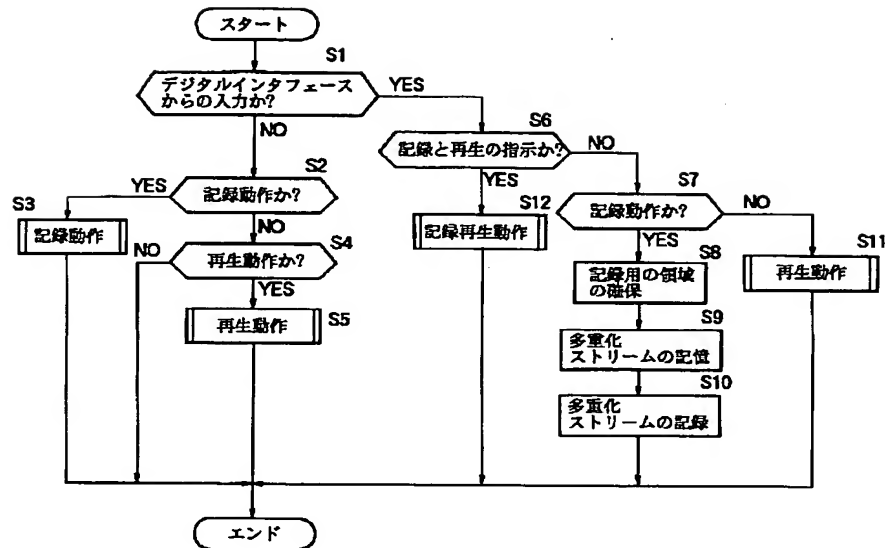 スタート
S1
デジタルインタフェース
からの入力か?
YES
NO
S6
記録と再生の指示か?
NO
YES
S2
YES
記録動作か?
NO
S3
記録動作
S4
NO
再生動作か?
YES
再生動作
S5
S12
記録再生動作
S7
記録動作か?
NO
YES
S8
記録用の領域
の確保
S11
再生動作
S9
多重化
ストリームの記憶
S10
多重化
ストリームの記録
エンド